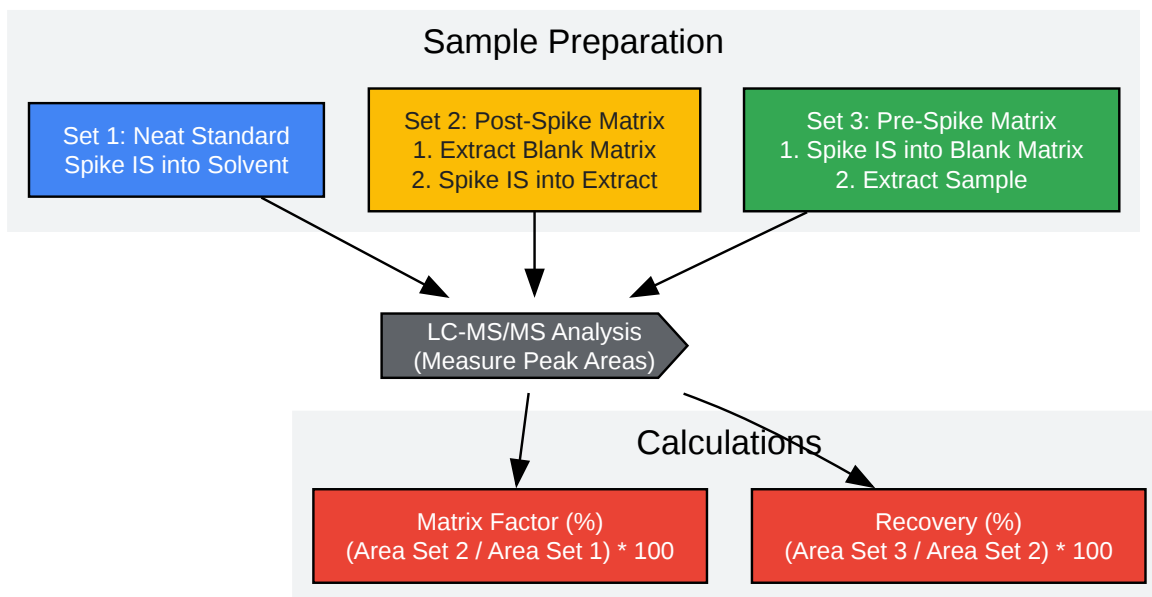 Sample Preparation
Set 1: Neat Standard
Spike IS into Solvent
Set 2: Post-Spike Matrix
1. Extract Blank Matrix
2. Spike IS into Extract
Set 3: Pre-Spike Matrix
1. Spike IS into Blank Matrix
2. Extract Sample
LC-MS/MS Analysis
(Measure Peak Areas)
Calculations
Matrix Factor (%)
(Area Set 2 / Area Set 1) * 100
Recovery (%)
(Area Set 3 / Area Set 2) * 100